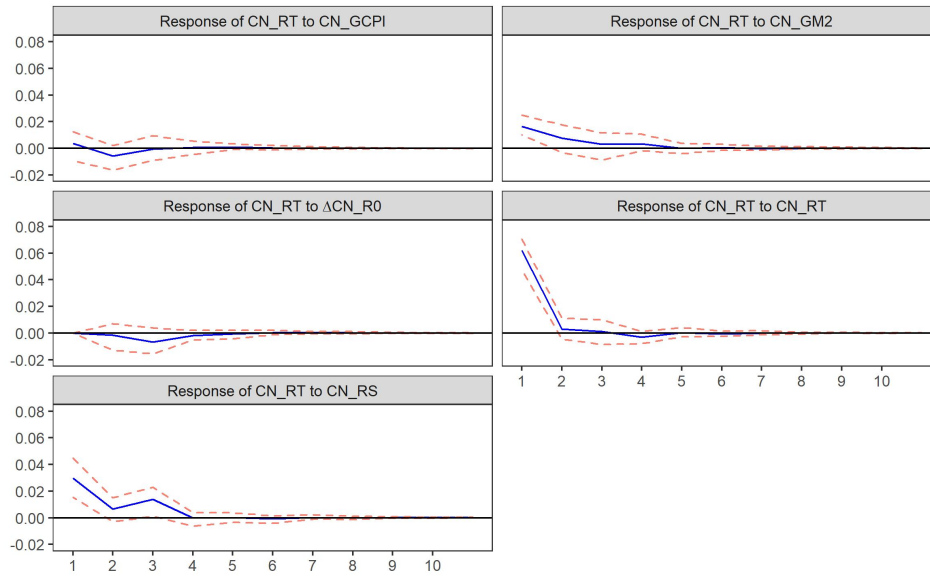 Response of CN_RT to CN_GCPI
Response of CN_RT to CN_GM2
0.08
0.06
0.04
0.02
0.00
-0.02
Response of CN_RT to ΔCN_R0
Response of CN_RT to CN_RT
0.08
0.06
0.04
0.02
0.00
-0.02
1 2 3 4 5 6 7 8 9 10
Response of CN_RT to CN_RS
0.08
0.06
0.04
0.02
0.00
-0.02
1 2 3 4 5 6 7 8 9 10